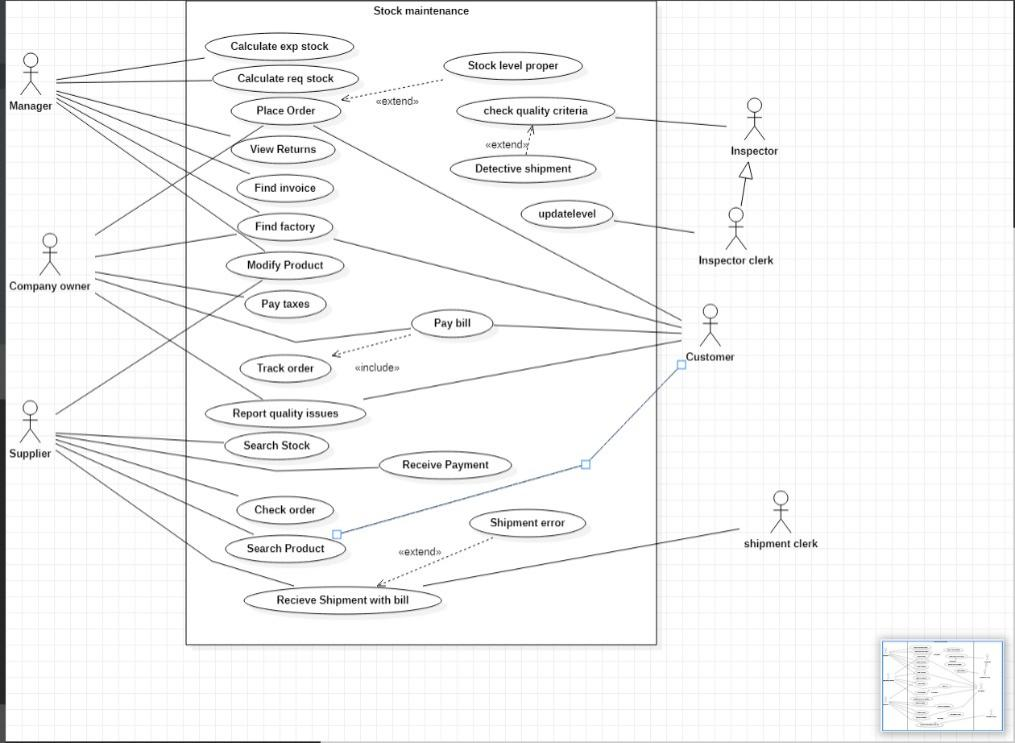 Stock maintenance
Calculate exp stock
Manager
Stock level proper
Calculate req stock
«extend»
Place Order
check quality criteria
Inspector
«extend»
View Returns
Detective shipment
Find invoice
updatelevel
Find factory
Inspector clerk
Modify Product
Company owner
Pay taxes
Pay bill
Customer
Track order
«include»
Report quality issues
Supplier
Search Stock
Receive Payment
Check order
Shipment error
shipment clerk
Search Product
«extend»
Recieve Shipment with bill